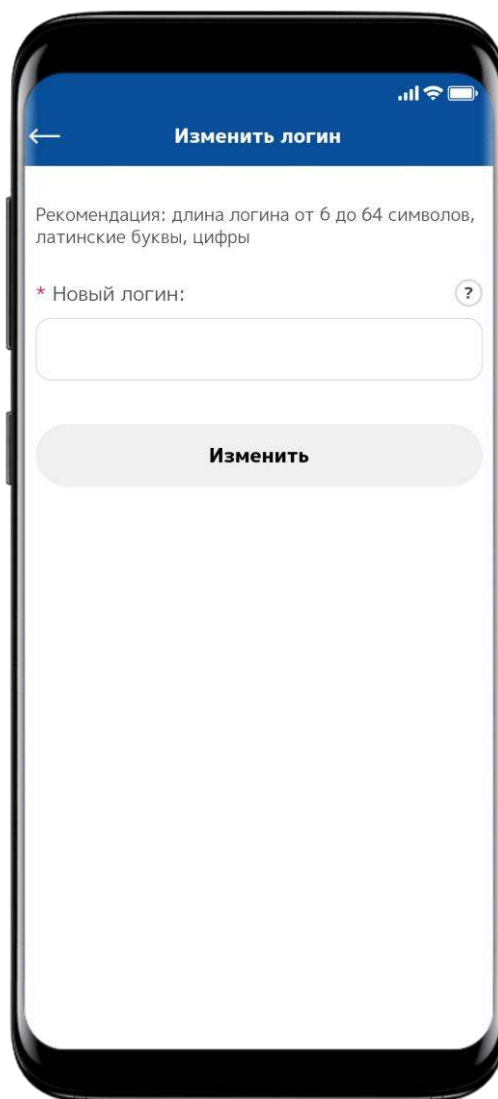 Изменить логин
Рекомендация: длина логина от 6 до 64 символов,
латинские буквы, цифры
* Новый логин:
?
Изменить